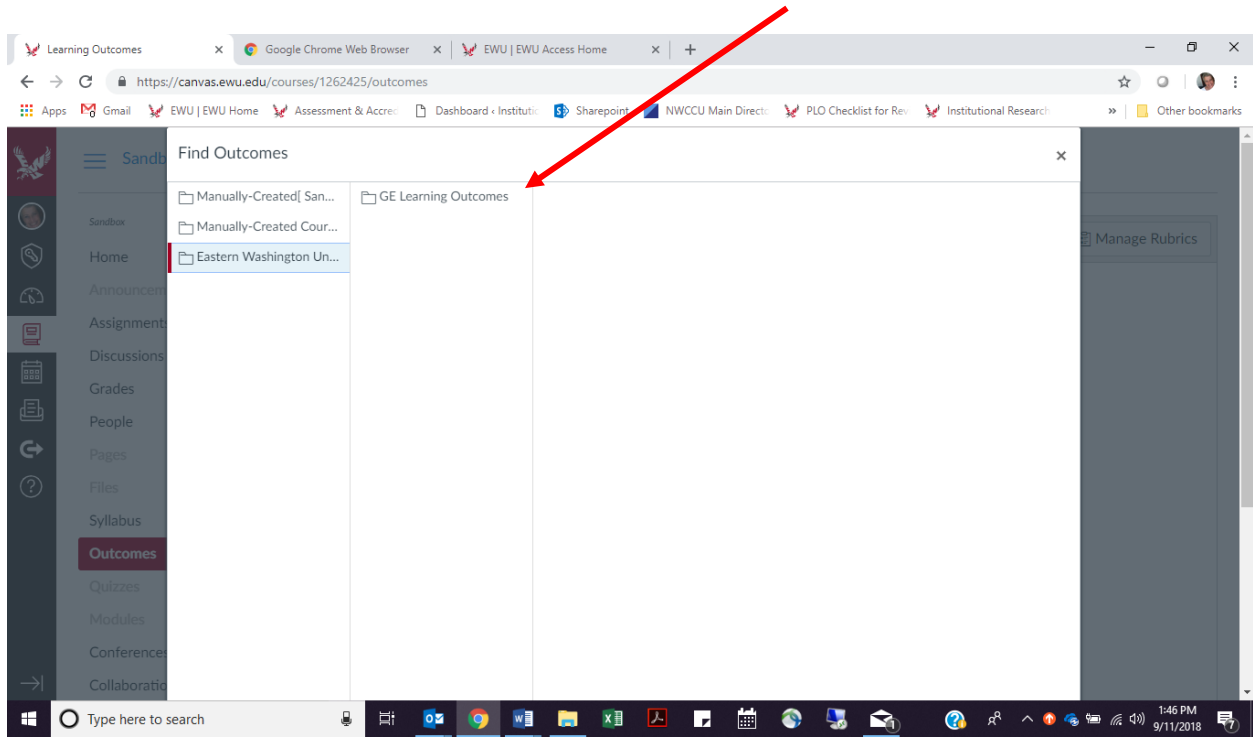 Learning Outcomes
Google Chrome Web Browser
EWU | EWU Access Home
https://canvas.ewu.edu/courses/1262425/outcomes
Apps Gmail EWU | EWU Home Assessment & Accred Dashboard ‹ Institutic Sharepoint NWCCU Main Directo PLO Checklist for Rev Institutional Research » Other bookmarks
Sandb
Find Outcomes
Manually-Created[ San...
GE Learning Outcomes
Manually-Created Cour...
Eastern Washington Un...
Sandbox
Manage Rubrics
Home
Announcem
Assignments
Discussions
Grades
People
Pages
Files
Syllabus
Outcomes
Quizzes
Modules
Conferences
Collaboratio
Type here to search
1:46 PM
9/11/2018